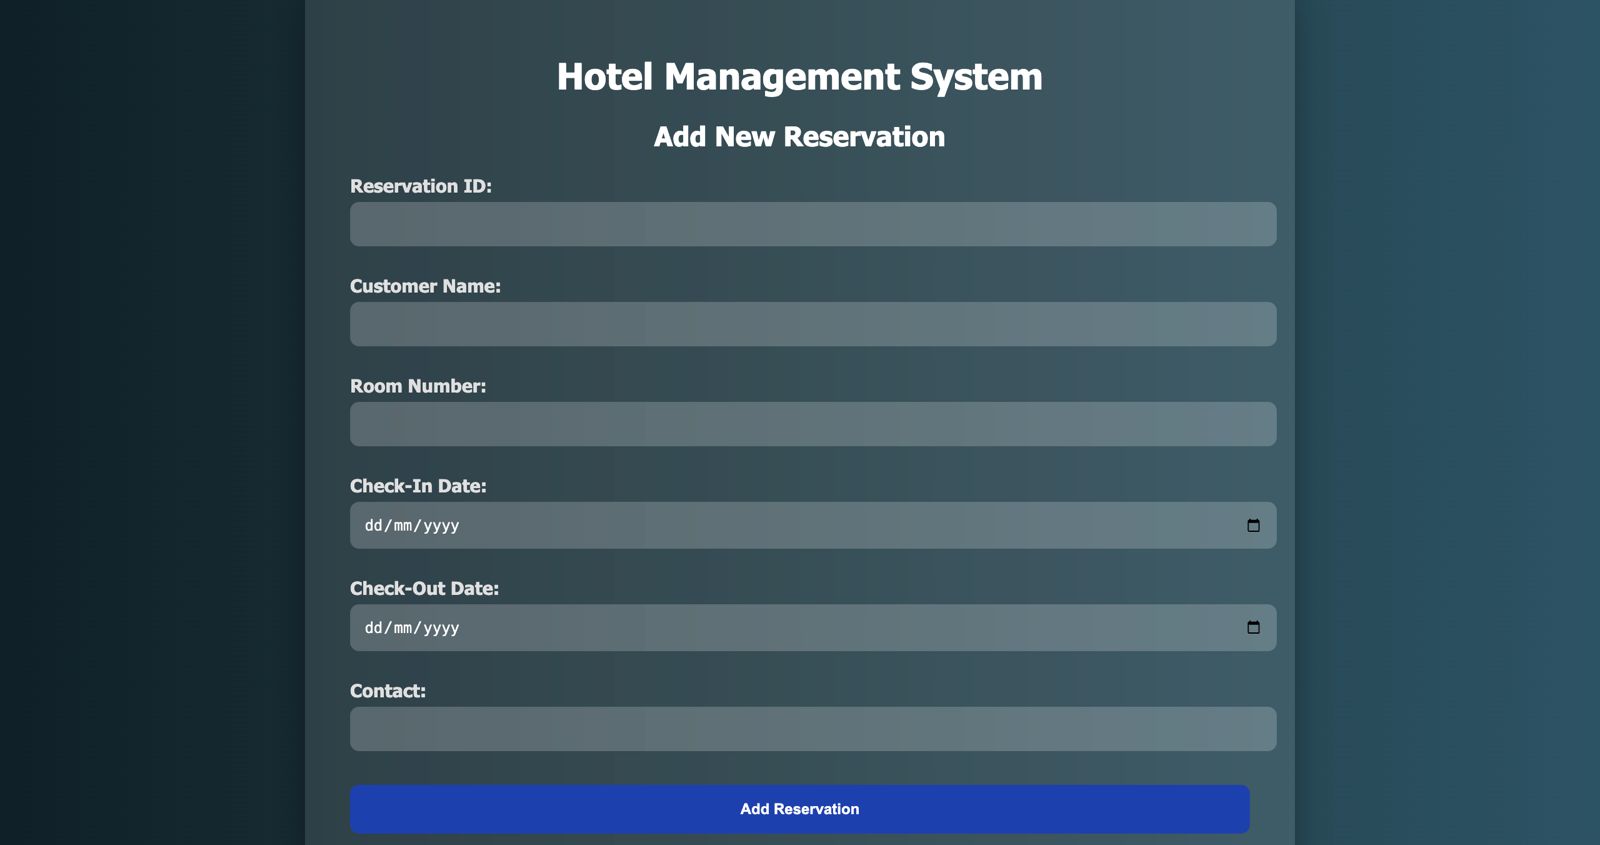 Hotel Management System
Add New Reservation
Reservation ID:
Customer Name:
Room Number:
Check-In Date:
dd/mm/yyyy
Check-Out Date:
dd/mm/yyyy
Contact:
Add Reservation